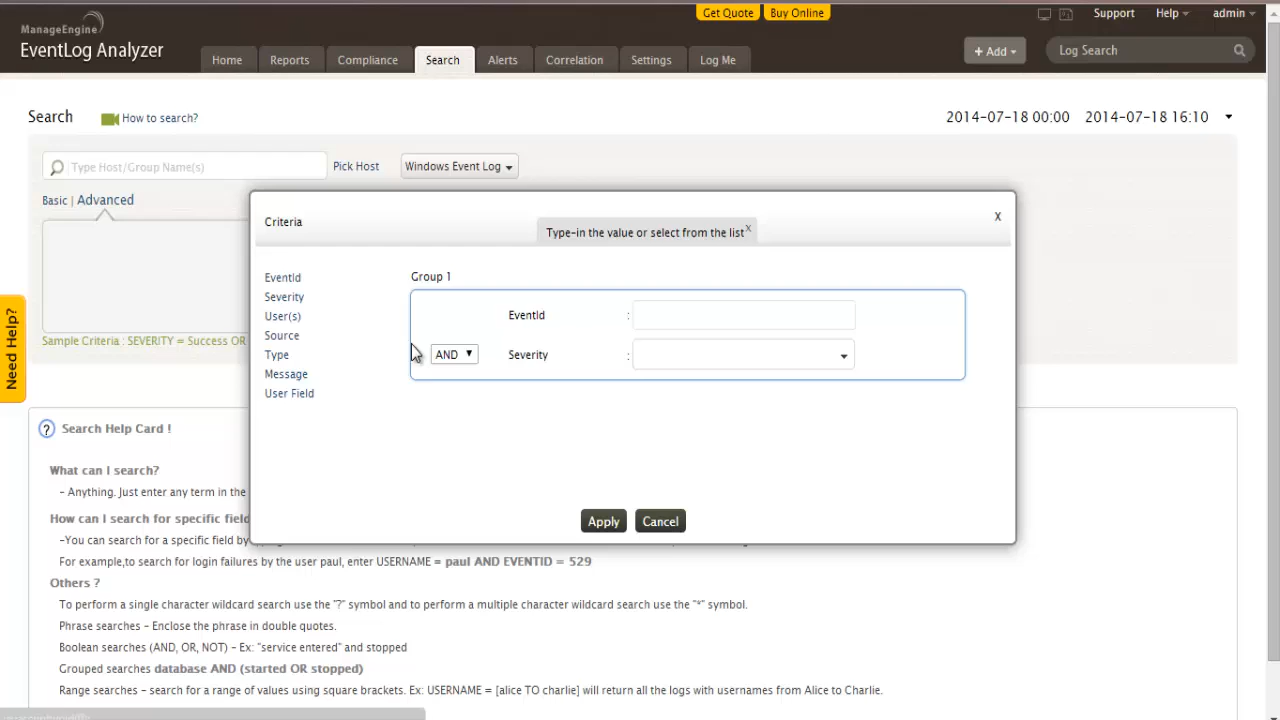 Get Quote Buy Online Support Help admin
ManageEngine
EventLog Analyzer
Home Reports Compliance Search Alerts Correlation Settings Log Me + Add Log Search
Search How to search? 2014-07-18 00:00 2014-07-18 16:10
Type Host/Group Name(s) Pick Host Windows Event Log
Basic | Advanced
Criteria
Type-in the value or select from the list x
X
EventId
Severity
User(s)
Source
Type
Message
User Field
Group 1
EventId :
AND Severity :
Apply Cancel
Need Help?
Sample Criteria : SEVERITY = Success OR
? Search Help Card !
What can I search?
- Anything. Just enter any term in the
How can I search for specific field
-You can search for a specific field by
For example,to search for login failures by the user paul, enter USERNAME = paul AND EVENTID = 529
Others ?
To perform a single character wildcard search use the "?" symbol and to perform a multiple character wildcard search use the "*" symbol.
Phrase searches - Enclose the phrase in double quotes.
Boolean searches (AND, OR, NOT) - Ex: "service entered" and stopped
Grouped searches database AND (started OR stopped)
Range searches - search for a range of values using square brackets. Ex: USERNAME = [alice TO charlie] will return all the logs with usernames from Alice to Charlie.